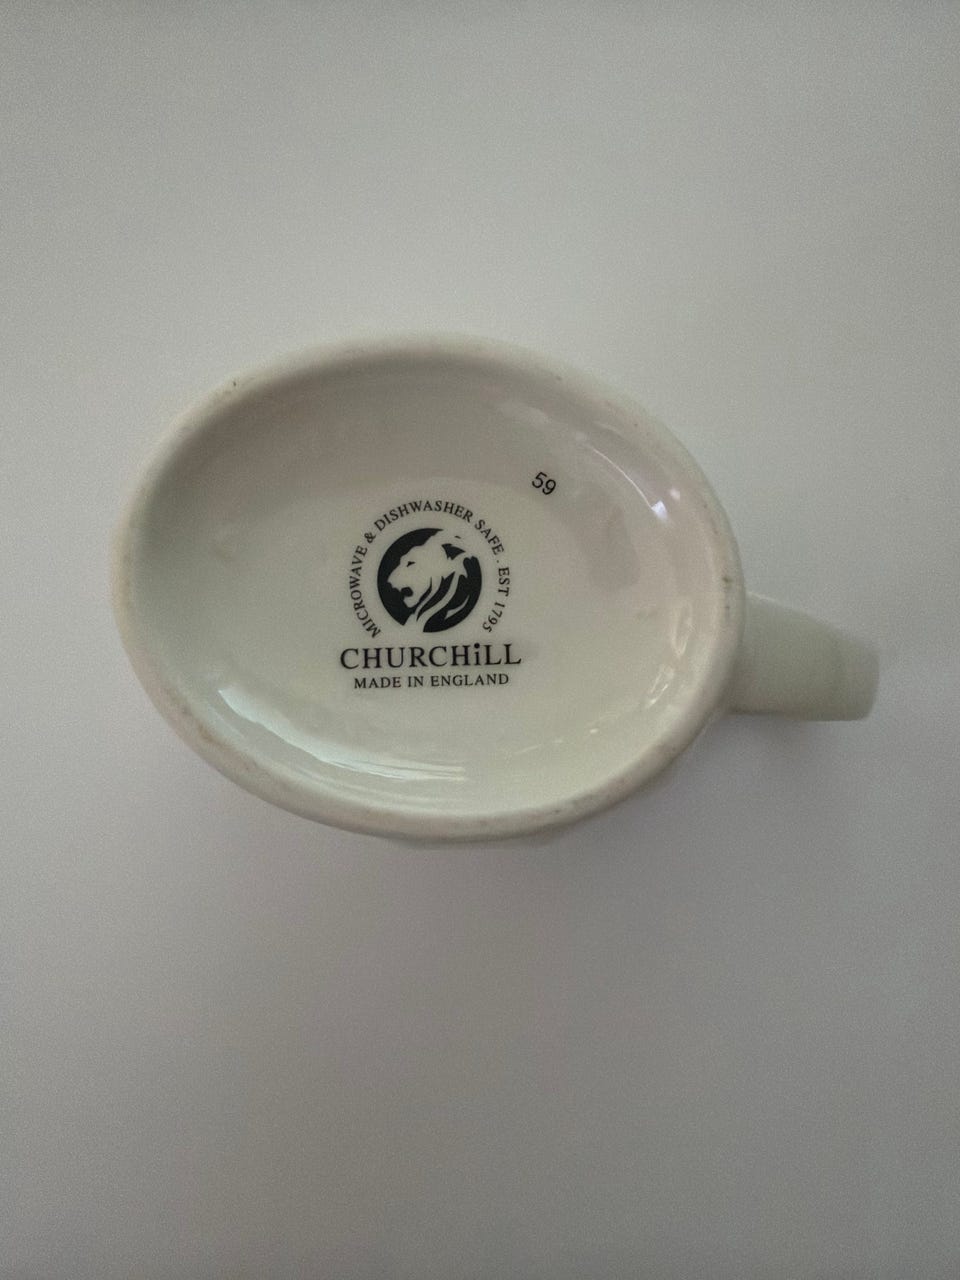 59
MICROWAVE & DISHWASHER SAFE . EST 1795
CHURCHiLL
MADE IN ENGLAND